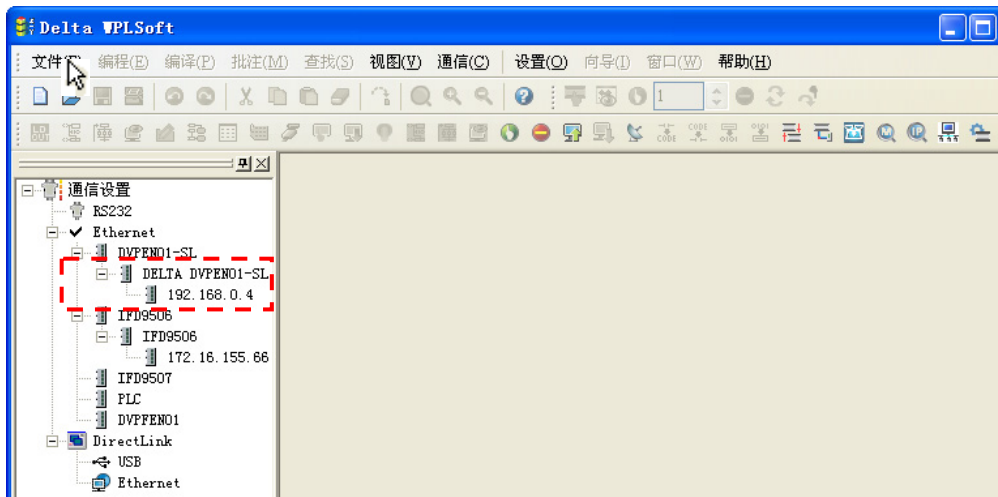 Delta WPLSoft
文件 编程(E) 编译(P) 批注(M) 查找(S) 视图(V) 通信(C) 设置(O) 向导(I) 窗口(W) 帮助(H)
1
通信设置
RS232
Ethernet
DVPEN01-SL
DELTA DVPEN01-SL
192.168.0.4
IFD9506
IFD9506
172.16.155.66
IFD9507
PLC
DVPFEN01
DirectLink
USB
Ethernet